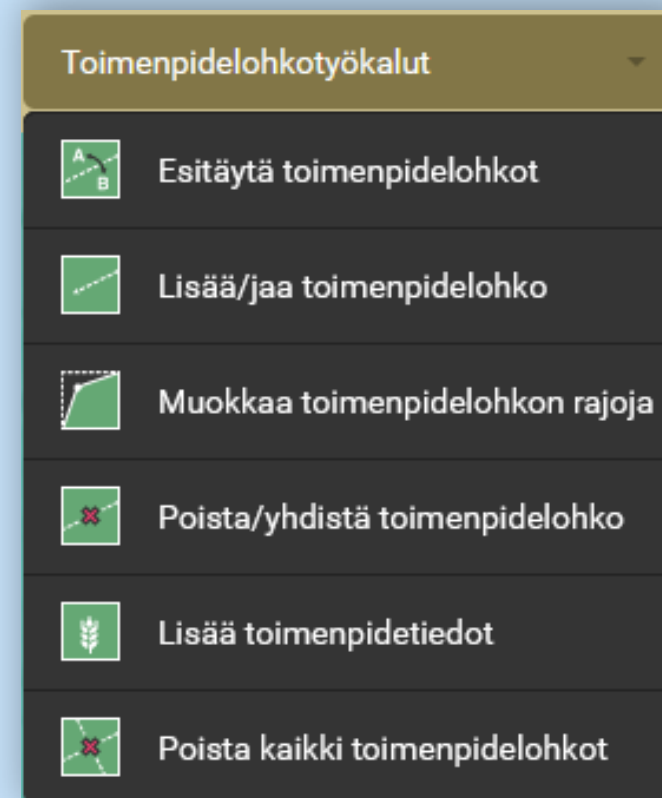 Toimenpidelohkotyökalut
A
B
Esitäytä toimenpidelohkot
Lisää/jaa toimenpidelohko
Muokkaa toimenpidelohkon rajoja
Poista/yhdistä toimenpidelohko
Lisää toimenpidetiedot
Poista kaikki toimenpidelohkot